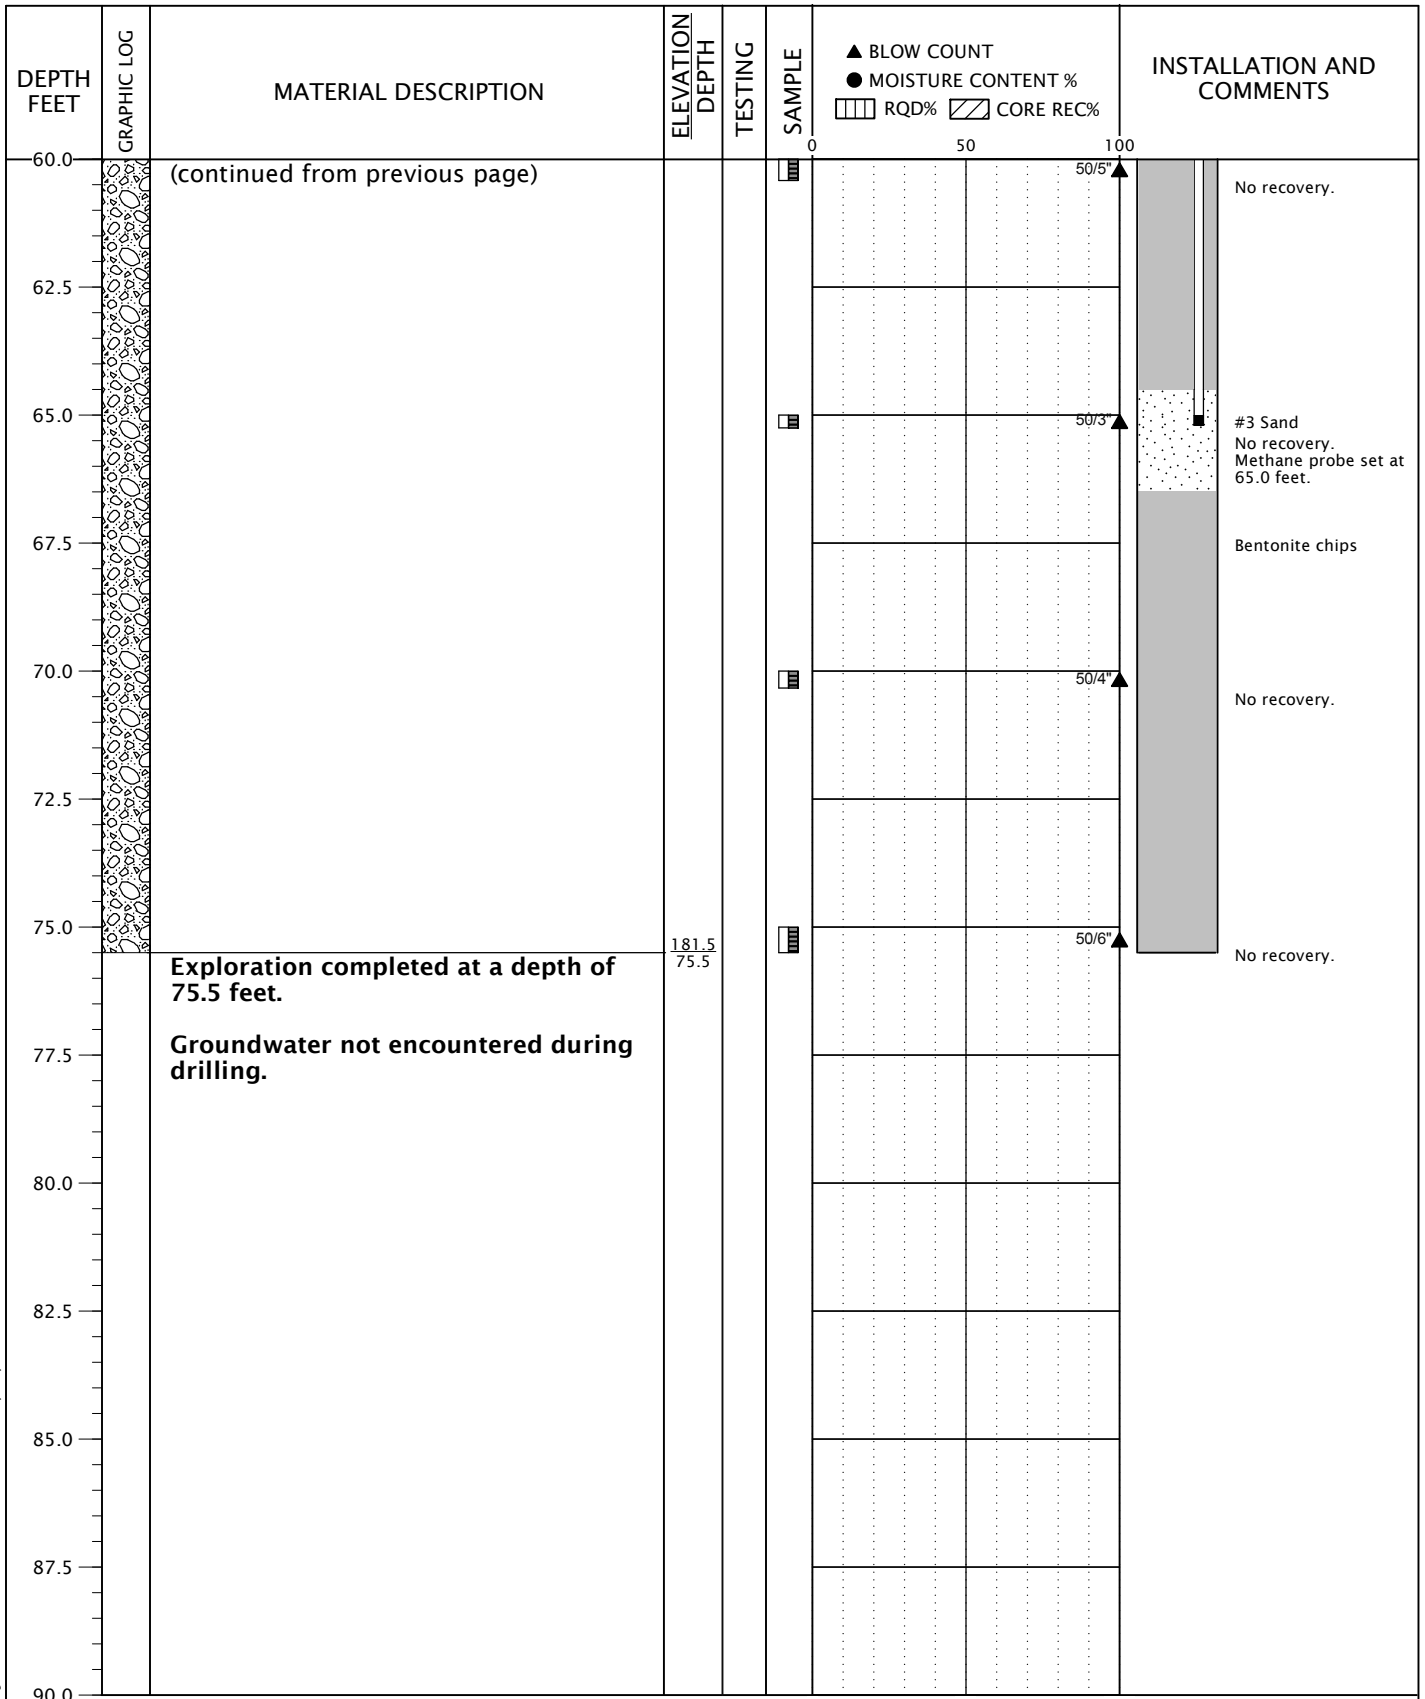 DEPTH
FEET
GRAPHIC LOG
MATERIAL DESCRIPTION
ELEVATION
DEPTH
TESTING
SAMPLE
▲ BLOW COUNT
● MOISTURE CONTENT %
RQD% CORE REC%
0 50 100
INSTALLATION AND
COMMENTS
60.0
(continued from previous page)
50/5"
No recovery.
62.5
65.0
50/3"
#3 Sand
No recovery.
Methane probe set at
65.0 feet.
67.5
Bentonite chips
70.0
50/4"
No recovery.
72.5
75.0
181.5
75.5
50/6"
No recovery.
Exploration completed at a depth of
75.5 feet.
Groundwater not encountered during
drilling.
77.5
80.0
82.5
85.0
87.5
90.0